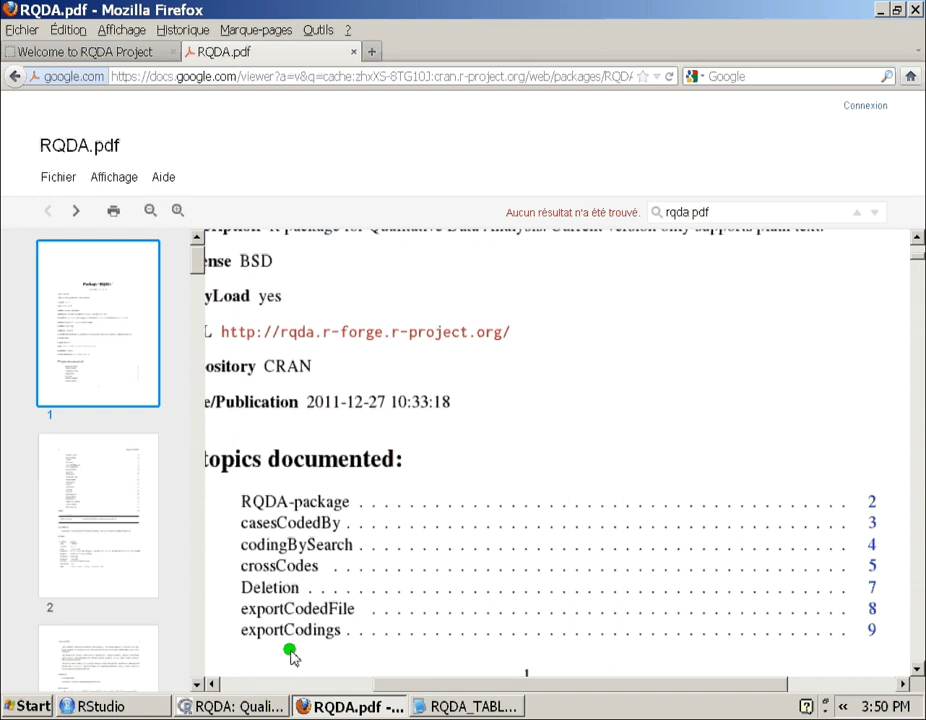 RQDA.pdf - Mozilla Firefox
Fichier Édition Affichage Historique Marque-pages Outils ?
Welcome to RQDA Project × RQDA.pdf × +
google.com https://docs.google.com/viewer?a=v&q=cache:zhxXS-8TG10J:cran.r-project.org/web/packages/RQDA Google
Connexion
RQDA.pdf
Fichier Affichage Aide
Aucun résultat n'a été trouvé. rqda pdf
ense BSD
yLoad yes
L http://rqda.r-forge.r-project.org/
ository CRAN
e/Publication 2011-12-27 10:33:18
topics documented:
RQDA-package . . . . . . . . . . . . . . . . . . . . . . . . . . . . . . . . . . . . . . . . 2
casesCodedBy . . . . . . . . . . . . . . . . . . . . . . . . . . . . . . . . . . . . . . . . . 3
codingBySearch . . . . . . . . . . . . . . . . . . . . . . . . . . . . . . . . . . . . . . . . 4
crossCodes . . . . . . . . . . . . . . . . . . . . . . . . . . . . . . . . . . . . . . . . . . 5
Deletion . . . . . . . . . . . . . . . . . . . . . . . . . . . . . . . . . . . . . . . . . . . . 7
exportCodedFile . . . . . . . . . . . . . . . . . . . . . . . . . . . . . . . . . . . . . . . 8
exportCodings . . . . . . . . . . . . . . . . . . . . . . . . . . . . . . . . . . . . . . . . . 9
1
2
Start RStudio RQDA: Quali... RQDA.pdf -... RQDA_TABL... ? « 3:50 PM